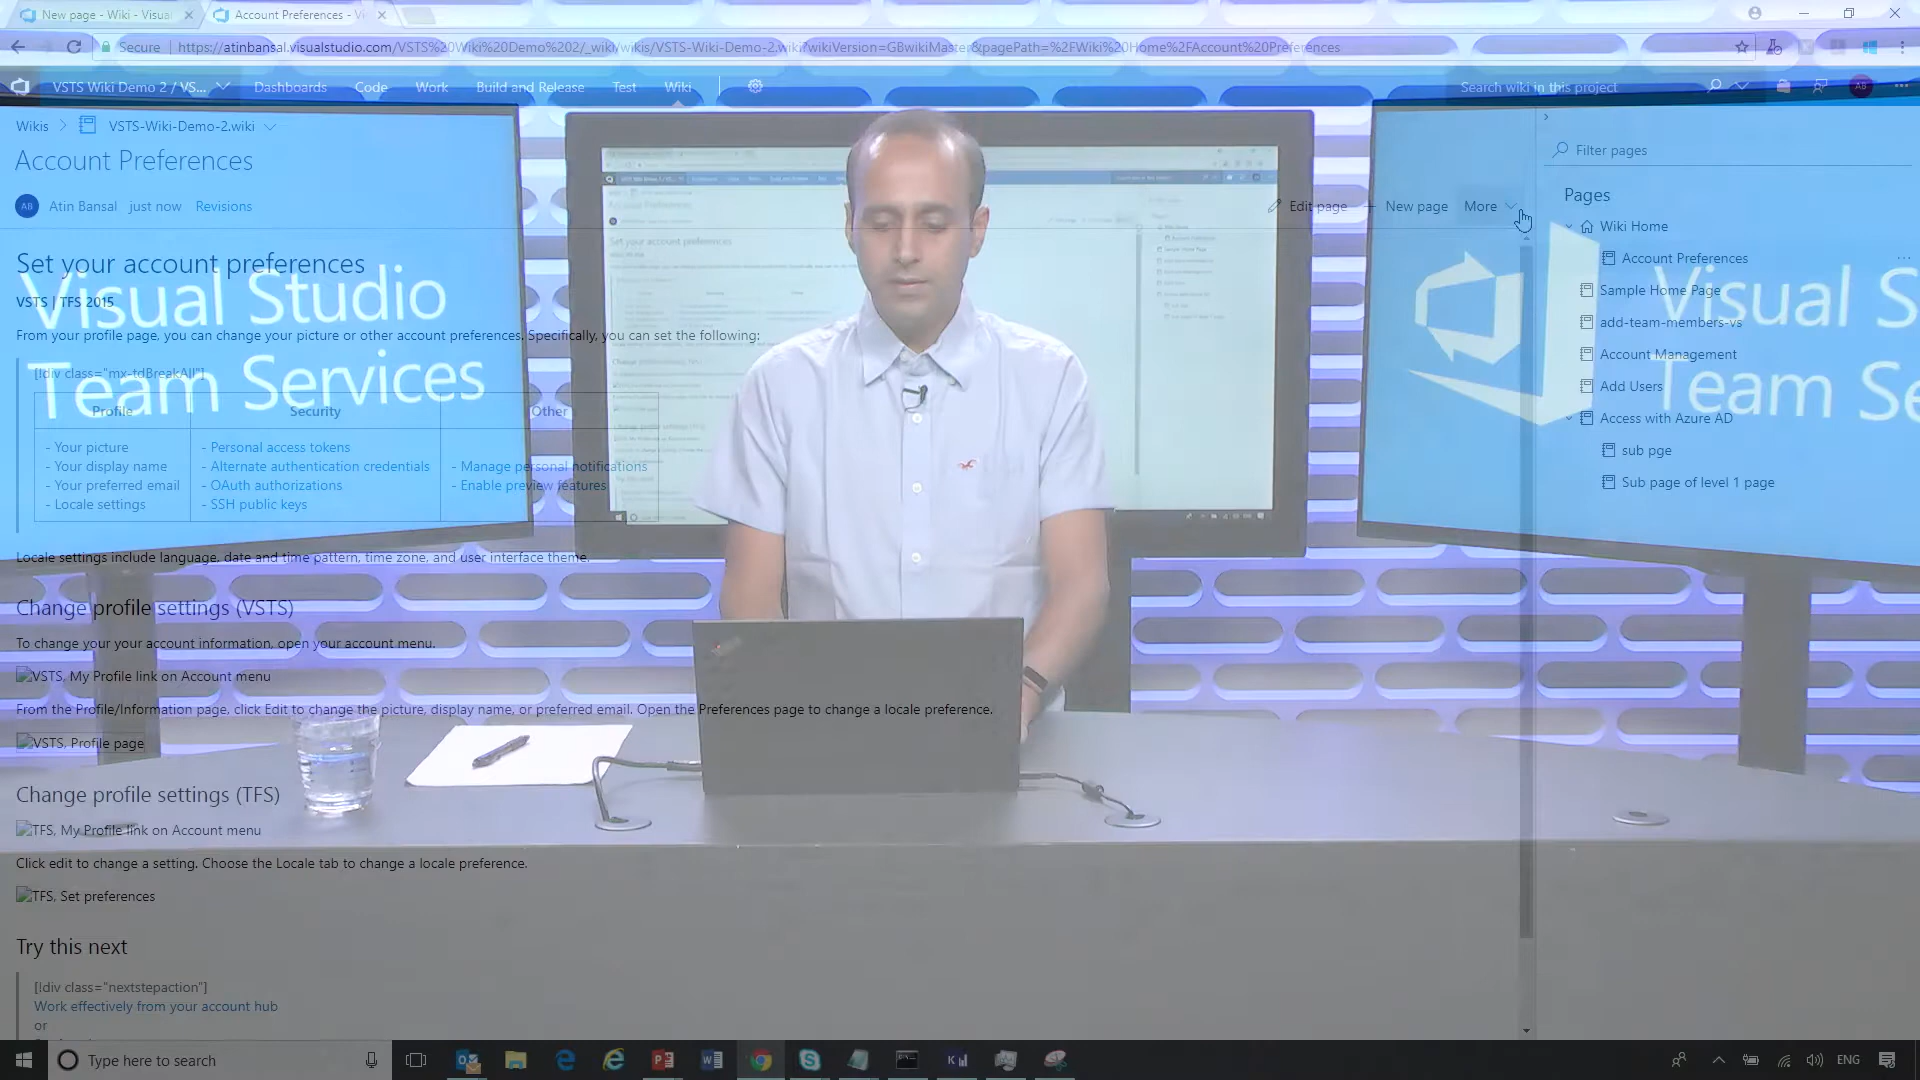 New page - Wiki - Visual
Account Preferences - Vi
Secure | https://atinbansal.visualstudio.com/VSTS%20Wiki%20Demo%202/_wiki/wikis/VSTS-Wiki-Demo-2.wiki?wikiVersion=GBwikiMaster&pagePath=%2FWiki%20Home%2FAccount%20Preferences
VSTS Wiki Demo 2 / VS... Dashboards Code Work Build and Release Test Wiki Search wiki in this project AB
Wikis > VSTS-Wiki-Demo-2.wiki
Account Preferences
AB Atin Bansal just now Revisions Edit page + New page More
Set your account preferences
VSTS | TFS 2015
From your profile page, you can change your picture or other account preferences. Specifically, you can set the following:
[!div class="mx-tdBreakAll"]
Profile Security Other
- Your picture
- Your display name
- Your preferred email
- Locale settings
- Personal access tokens
- Alternate authentication credentials
- OAuth authorizations
- SSH public keys
- Manage personal notifications
- Enable preview features
Locale settings include language, date and time pattern, time zone, and user interface theme.
Change profile settings (VSTS)
To change your your account information, open your account menu.
VSTS, My Profile link on Account menu
From the Profile/Information page, click Edit to change the picture, display name, or preferred email. Open the Preferences page to change a locale preference.
VSTS, Profile page
Change profile settings (TFS)
TFS, My Profile link on Account menu
Click edit to change a setting. Choose the Locale tab to change a locale preference.
TFS, Set preferences
Try this next
[!div class="nextstepaction"]
Work effectively from your account hub
or
Filter pages
Pages
Wiki Home
Account Preferences
Sample Home Page
add-team-members-vs
Account Management
Add Users
Access with Azure AD
sub pge
Sub page of level 1 page
Visual Studio
Team Services
Set your account preferences
Visual S
Team Se
Type here to search
ENG